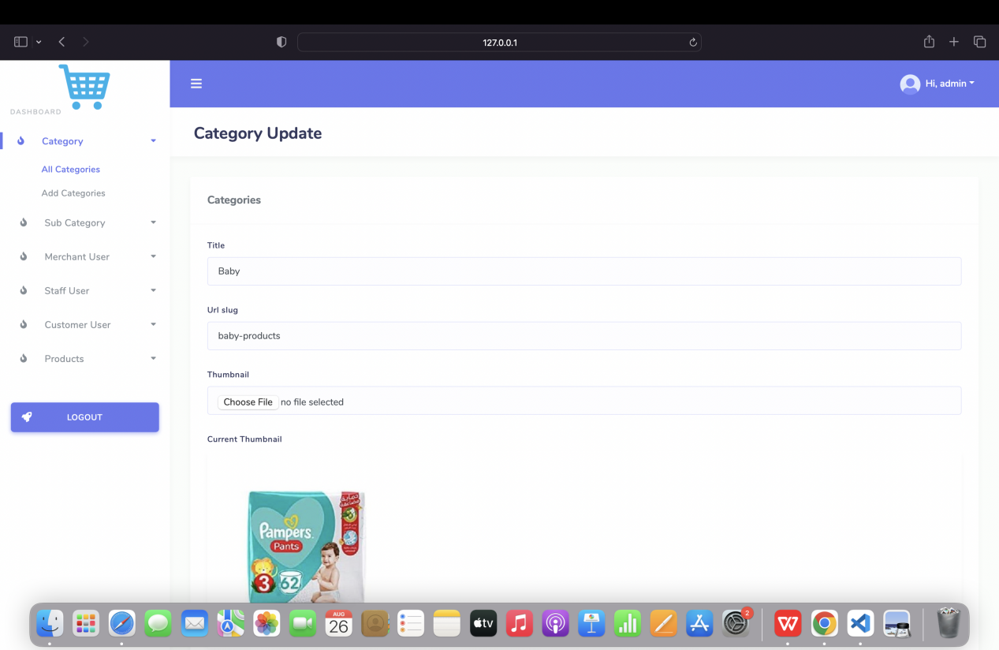 127.0.0.1
DASHBOARD
Hi, admin
Category Update
Category
All Categories
Add Categories
Sub Category
Merchant User
Staff User
Customer User
Products
LOGOUT
Categories
Title
Baby
Url slug
baby-products
Thumbnail
Choose File no file selected
Current Thumbnail
Pampers
Pants
3 62
AUG
26
tv
2